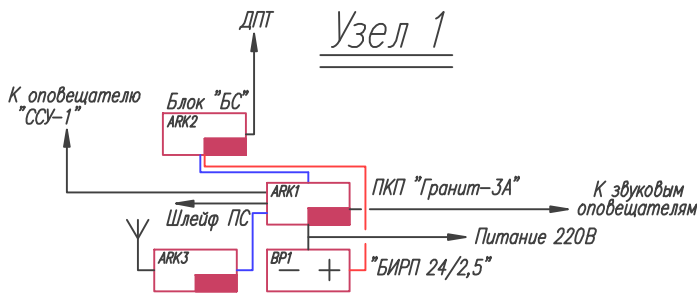 ДПТ
Узел 1
К оповещателю
"ССУ-1"
Блок "БС"
ARK2
ARK1
ПКП "Гранит-3А"
К звуковым
оповещателям
Шлейф ПС
Питание 220В
ARK3
BP1
"БИРП 24/2,5"